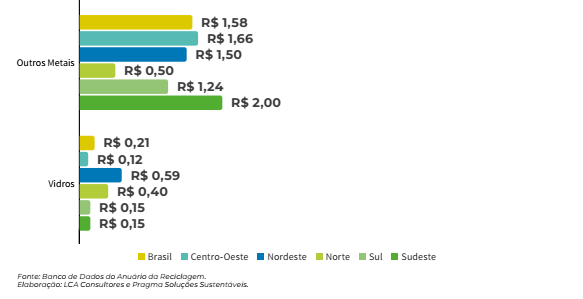 R$ 1,58
R$ 1,66
R$ 1,50
Outros Metais
R$ 0,50
R$ 1,24
R$ 2,00
R$ 0,21
R$ 0,12
R$ 0,59
Vidros
R$ 0,40
R$ 0,15
R$ 0,15
Brasil Centro-Oeste Nordeste Norte Sul Sudeste
Fonte: Banco de Dados do Anuário da Reciclagem.
Elaboração: LCA Consultores e Pragma Soluções Sustentáveis.